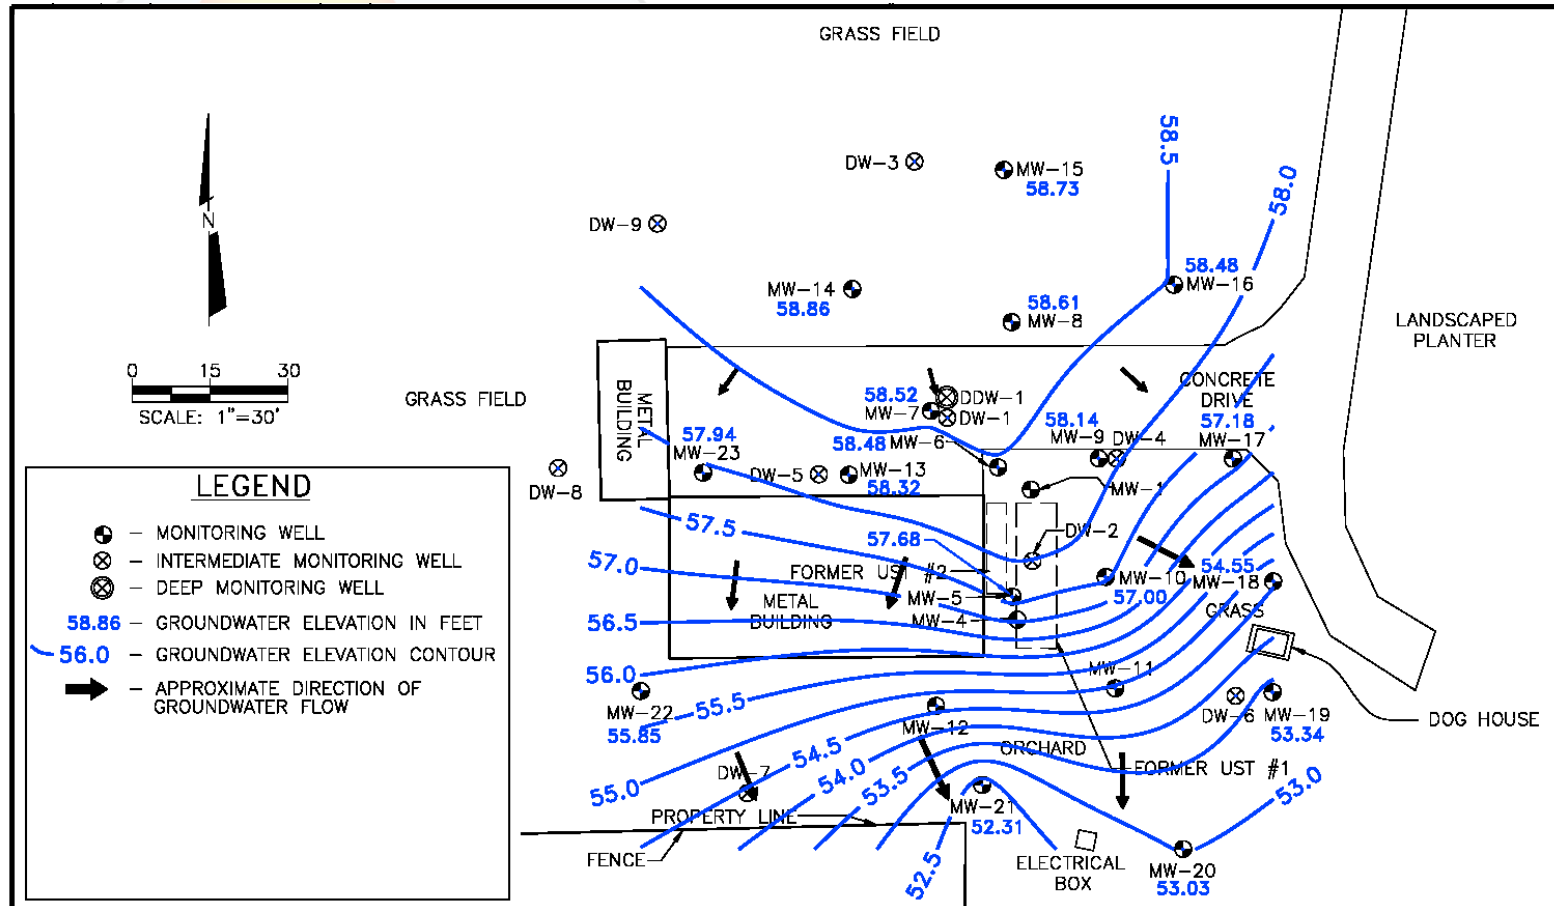 GRASS FIELD
58.5
58.0
DW-3
MW-15
58.73
DW-9
N
58.48
MW-16
MW-14
58.86
58.61
MW-8
LANDSCAPED
PLANTER
0 15 30
SCALE: 1"=30'
GRASS FIELD
METAL
BUILDING
CONCRETE
DRIVE
57.18
MW-17
58.52
DDW-1
MW-7
DW-1
58.14
MW-9
DW-4
57.94
MW-23
58.48
MW-6
DW-8
DW-5
MW-13
58.32
MW-1
LEGEND
– MONITORING WELL
– INTERMEDIATE MONITORING WELL
– DEEP MONITORING WELL
58.86 – GROUNDWATER ELEVATION IN FEET
56.0 – GROUNDWATER ELEVATION CONTOUR
– APPROXIMATE DIRECTION OF
GROUNDWATER FLOW
57.5
57.68
DW-2
57.0
FORMER UST #2
MW-10
57.00
54.55
MW-18
GRASS
MW-5
METAL
BUILDING
MW-4
56.5
56.0
MW-11
MW-22
55.85
55.5
MW-12
DW-6
MW-19
53.34
DOG HOUSE
54.5
ORCHARD
FORMER UST #1
DW-7
54.0
53.5
53.0
55.0
MW-21
52.31
PROPERTY LINE
FENCE
52.5
ELECTRICAL
BOX
MW-20
53.03